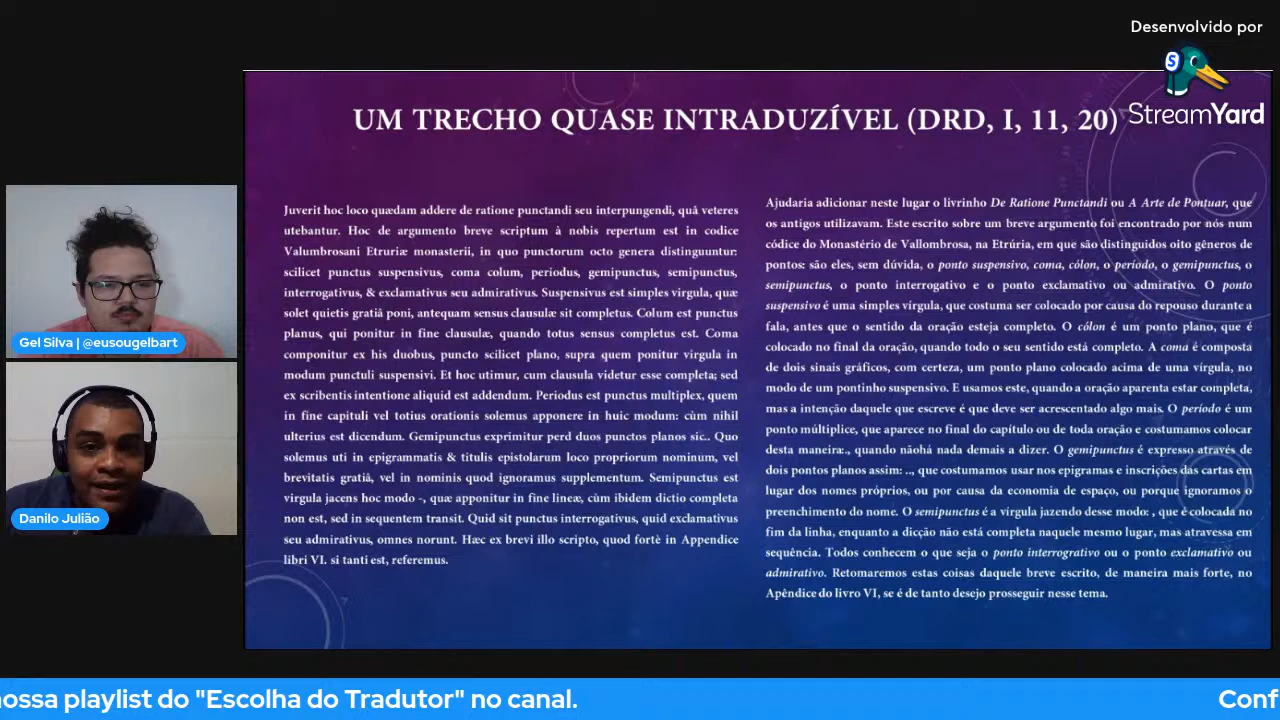 Desenvolvido por
StreamYard
UM TRECHO QUASE INTRADUZÍVEL (DRD, I, 11, 20)
Juverit hoc loco quædam addere de ratione punctandi seu interpungendi, quâ veteres
utebantur. Hoc de argumento breve scriptum à nobis repertum est in codice
Valumbrosani Etruriæ monasterii, in quo punctorum octo genera distinguuntur:
scilicet punctus suspensivus, coma colum, periodus, gemipunctus, semipunctus,
interrogativus, & exclamativus seu admirativus. Suspensivus est simples virgula, quæ
solet quietis gratiâ poni, antequam sensus clausulæ sit completus. Colum est punctus
planus, qui ponitur in fine clausulæ, quando totus sensus completus est. Coma
componitur ex his duobus, puncto scilicet plano, supra quem ponitur virgula in
modum punctuli suspensivi. Et hoc utimur, cum clausula videtur esse completa; sed
ex scribentis intentione aliquid est addendum. Periodus est punctus multiplex, quem
in fine capituli vel totius orationis solemus apponere in huic modum: cùm nihil
ulterius est dicendum. Gemipunctus exprimitur perd duos punctos planos sic.. Quo
solemus uti in epigrammatis & titulis epistolarum loco propriorum nominum, vel
brevitatis gratiâ, vel in nominis quod ignoramus supplementum. Semipunctus est
virgula jacens hoc modo -, quæ apponitur in fine lineæ, cùm ibidem dictio completa
non est, sed in sequentem transit. Quid sit punctus interrogativus, quid exclamativus
seu admirativus, omnes norunt. Hæc ex brevi illo scripto, quod fortè in Appendice
libri VI. si tanti est, referemus.
7
Ajudaria adicionar neste lugar o livrinho De Ratione Punctandi ou A Arte de Pontuar, que
os antigos utilizavam. Este escrito sobre um breve argumento foi encontrado por nós num
códice do Monastério de Vallombrosa, na Etrúria, em que são distinguidos oito gêneros de
pontos: são eles, sem dúvida, o ponto suspensivo, coma, cólon, o período, o gemipunctus, o
semipunctus, o ponto interrogativo e o ponto exclamativo ou admirativo. O ponto
suspensivo é uma simples vírgula, que costuma ser colocado por causa do repouso durante a
fala, antes que o sentido da oração esteja completo. O cólon é um ponto plano, que é
colocado no final da oração, quando todo o seu sentido está completo. A coma é composta
de dois sinais gráficos, com certeza, um ponto plano colocado acima de uma vírgula, no
modo de um pontinho suspensivo. E usamos este, quando a oração aparenta estar completa,
mas a intenção daquele que escreve é que deve ser acrescentado algo mais. O período é um
ponto múltiplice, que aparece no final do capítulo ou de toda oração e costumamos colocar
desta maneira:., quando nãohá nada demais a dizer. O gemipunctus é expresso através de
dois pontos planos assim: .., que costumamos usar nos epigramas e inscrições das cartas em
lugar dos nomes próprios, ou por causa da economia de espaço, ou porque ignoramos o
preenchimento do nome. O semipunctus é a vírgula jazendo desse modo: , que é colocada no
fim da linha, enquanto a dicção não está completa naquele mesmo lugar, mas atravessa em
sequência. Todos conhecem o que seja o ponto interrogrativo ou o ponto exclamativo ou
admirativo. Retomaremos estas coisas daquele breve escrito, de maneira mais forte, no
Apêndice do livro VI, se é de tanto desejo prosseguir nesse tema.
Gel Silva | @eusougelbart
Danilo Julião
nossa playlist do "Escolha do Tradutor" no canal.
Conf